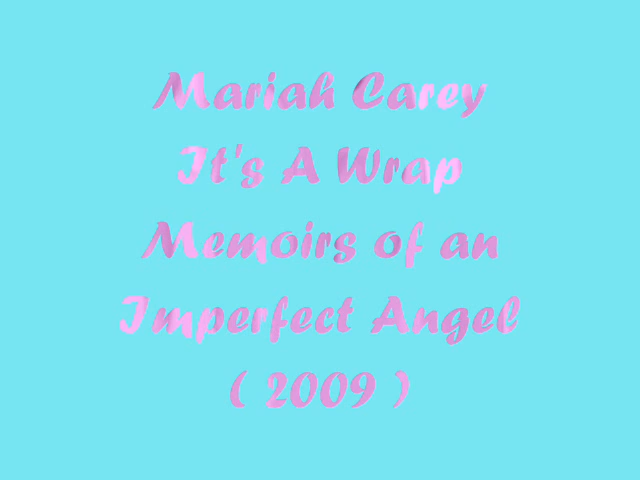 Mariah Carey
It's A Wrap
Memoirs of an
Imperfect Angel
( 2009 )